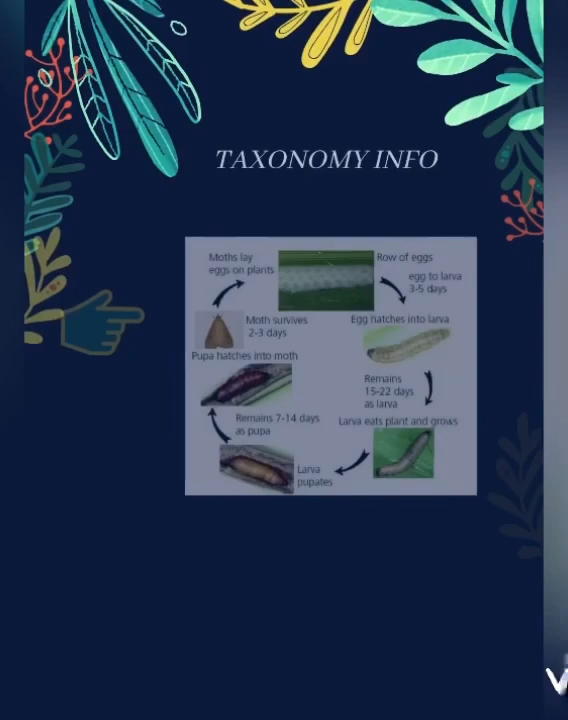 TAXONOMY INFO
Moths lay
eggs on plants
Row of eggs
egg to larva
3-5 days
Egg hatches into larva
Remains
15-22 days
as larva
Larva eats plant and grows
Larva
pupates
Remains 7-14 days
as pupa
Pupa hatches into moth
Moth survives
2-3 days